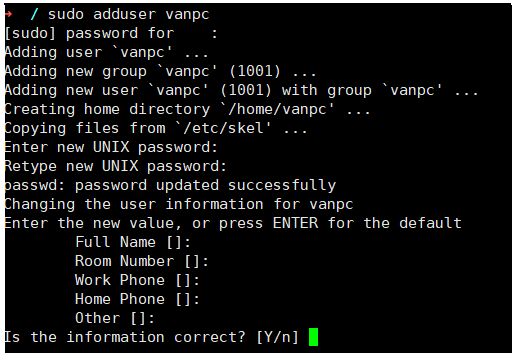 → / sudo adduser vanpc
[sudo] password for    :
Adding user `vanpc' ...
Adding new group `vanpc' (1001) ...
Adding new user `vanpc' (1001) with group `vanpc' ...
Creating home directory `/home/vanpc' ...
Copying files from `/etc/skel' ...
Enter new UNIX password:
Retype new UNIX password:
passwd: password updated successfully
Changing the user information for vanpc
Enter the new value, or press ENTER for the default
        Full Name []:
        Room Number []:
        Work Phone []:
        Home Phone []:
        Other []:
Is the information correct? [Y/n]